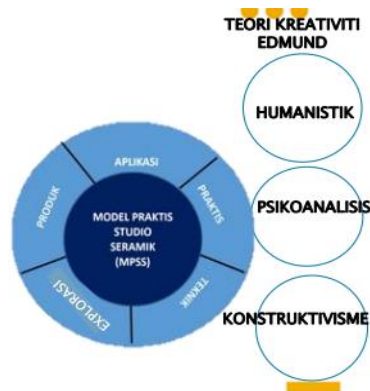 TEORI KREATIVITI
EDMUND
HUMANISTIK
PSIKOANALISIS
KONSTRUKTIVISME
APLIKASI
PRAKTIS
TEKNIK
EXPLORASI
PRODUK
MODEL PRAKTIS
STUDIO
SERAMIK
(MPSS)